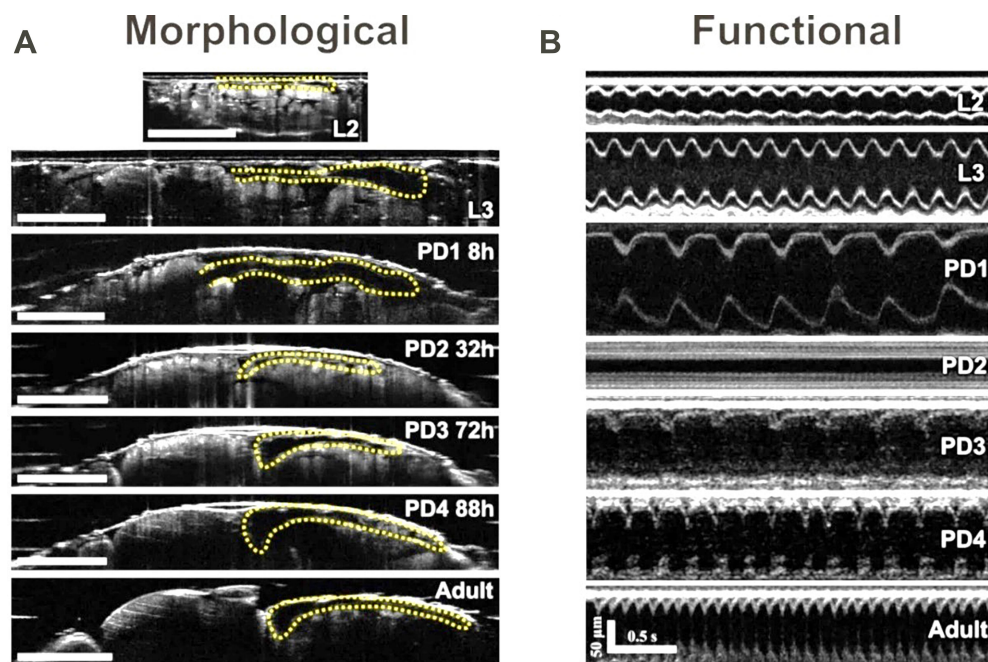 A
Morphological
L2
L3
PD1 8h
PD2 32h
PD3 72h
PD4 88h
Adult
B
Functional
L2
L3
PD1
PD2
PD3
PD4
Adult
50 µm
0.5 s